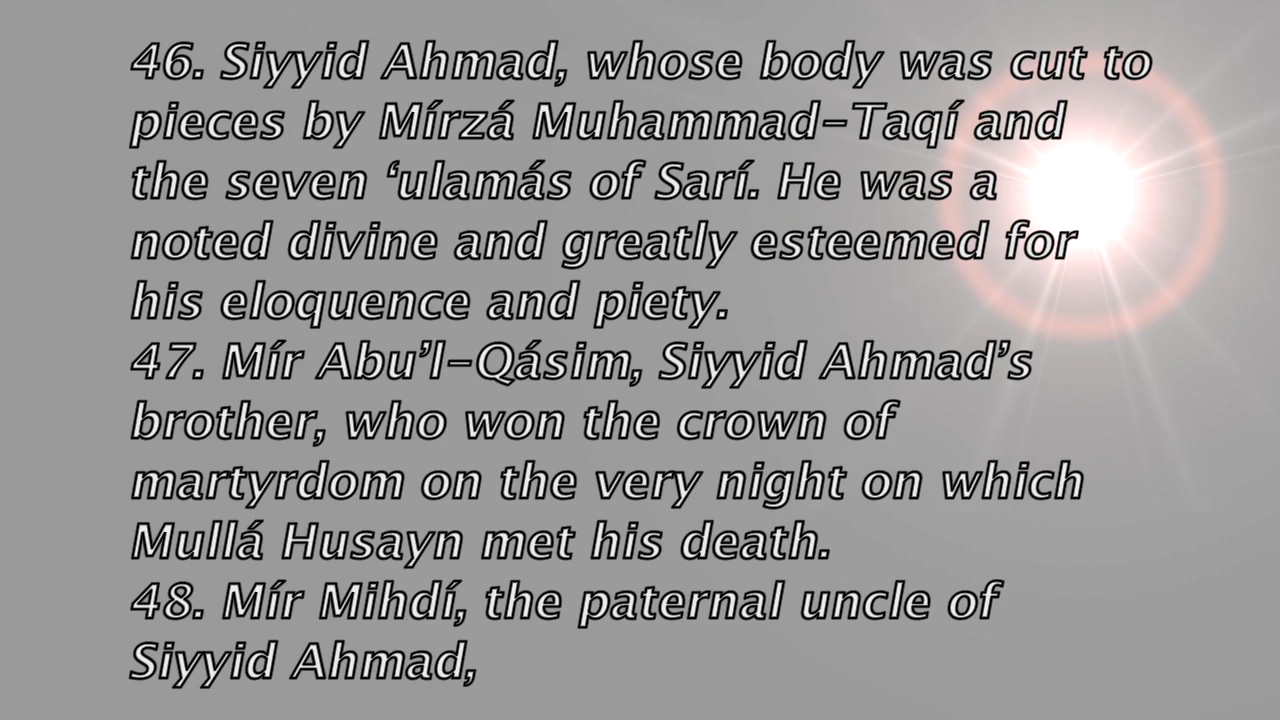 46. Siyyid Ahmad, whose body was cut to
pieces by Mírzá Muhammad-Taqí and
the seven ‘ulamás of Sarí. He was a
noted divine and greatly esteemed for
his eloquence and piety.
47. Mír Abu’l-Qásim, Siyyid Ahmad’s
brother, who won the crown of
martyrdom on the very night on which
Mullá Husayn met his death.
48. Mír Mihdí, the paternal uncle of
Siyyid Ahmad,